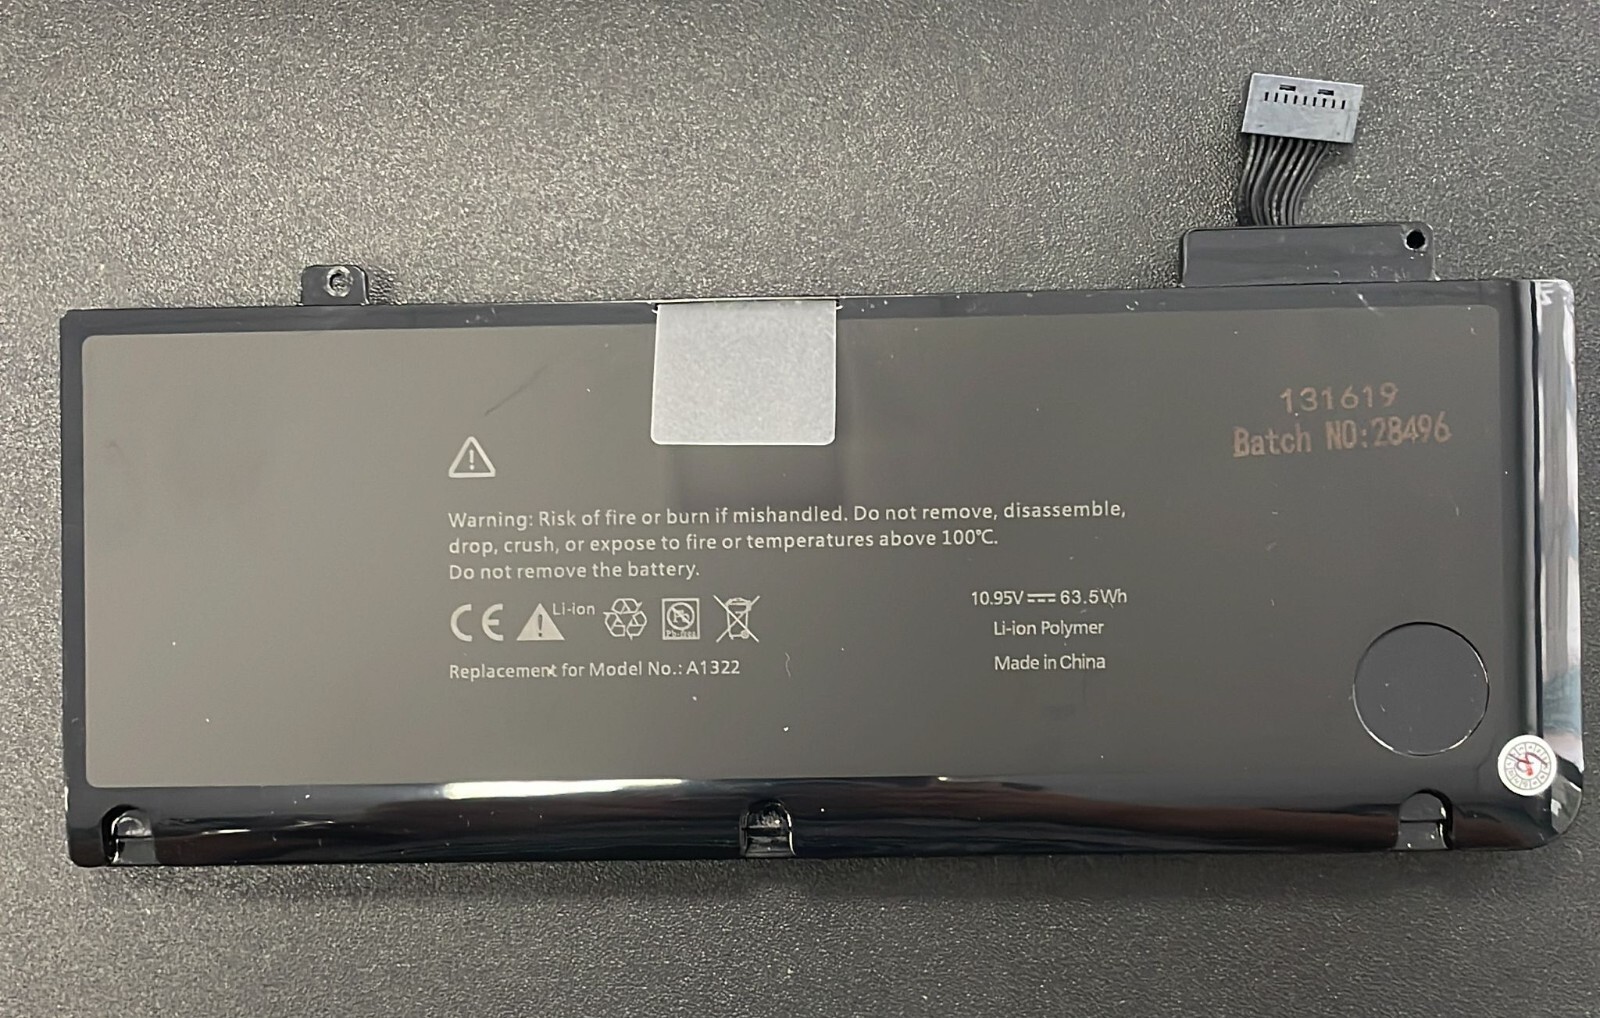 131619
Batch NO:28496
Warning: Risk of fire or burn if mishandled. Do not remove, disassemble,
drop, crush, or expose to fire or temperatures above 100℃.
Do not remove the battery.
CE Li-ion
Pb-free
Replacement for Model No.: A1322
10.95V⎓63.5Wh
Li-ion Polymer
Made in China